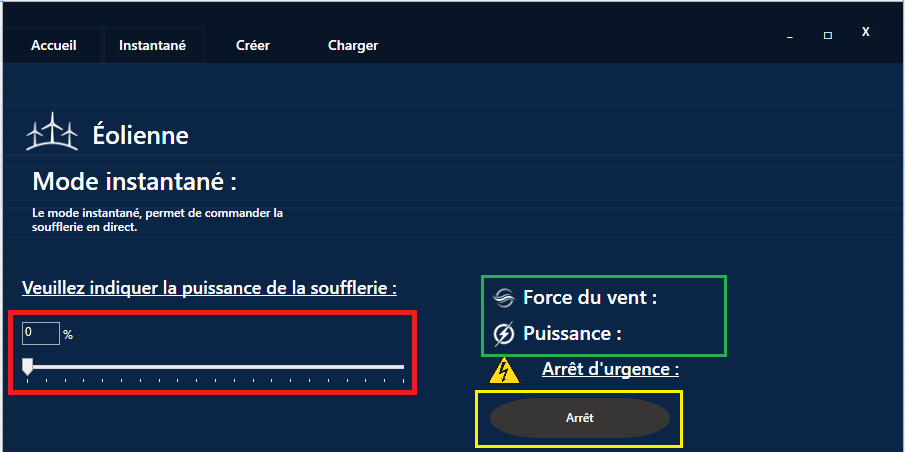 Accueil Instantané Créer Charger _ □ X
Éolienne
Mode instantané :
Le mode instantané, permet de commander la
soufflerie en direct.
Veuillez indiquer la puissance de la soufflerie :
0 %
Force du vent :
Puissance :
Arrêt d'urgence :
Arrêt